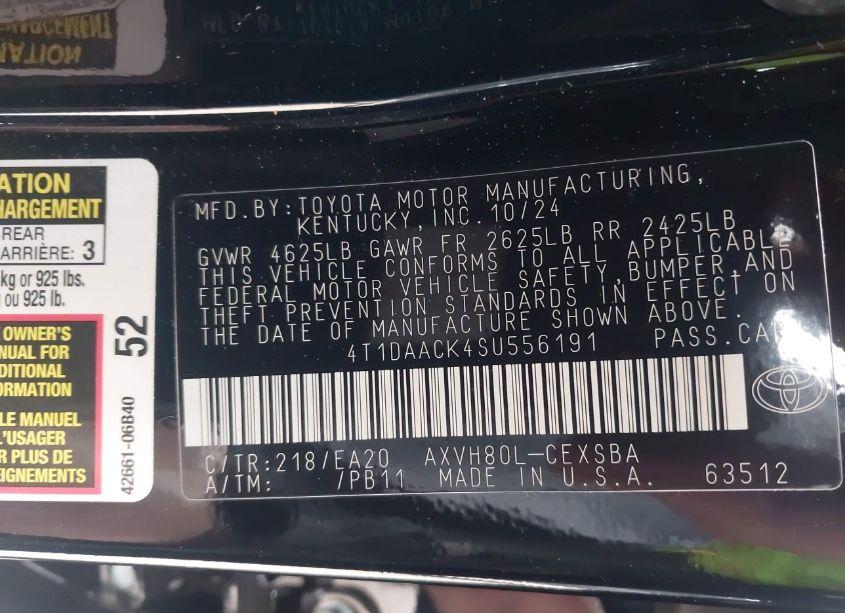 ATION
HARGEMENT
REAR
ARRIÈRE: 3
kg or 925 lbs.
ou 925 lb.
OWNER'S
NUAL FOR
DITIONAL
ORMATION
LE MANUEL
L'USAGER
R PLUS DE
EIGNEMENTS
52
42661-06B40
MFD.BY:TOYOTA MOTOR MANUFACTURING,
KENTUCKY, INC. 10/24
GVWR 4625LB GAWR FR 2625LB RR 2425LB
THIS VEHICLE CONFORMS TO ALL APPLICABLE
FEDERAL MOTOR VEHICLE SAFETY, BUMPER, AND
THEFT PREVENTION STANDARDS IN EFFECT ON
THE DATE OF MANUFACTURE SHOWN ABOVE.
4T1DAACK4SU556191 PASS.CAR
C/TR:218/EA20 AXVH80L-CEXSBA
A/TM: /PB11 MADE IN U.S.A. 63512